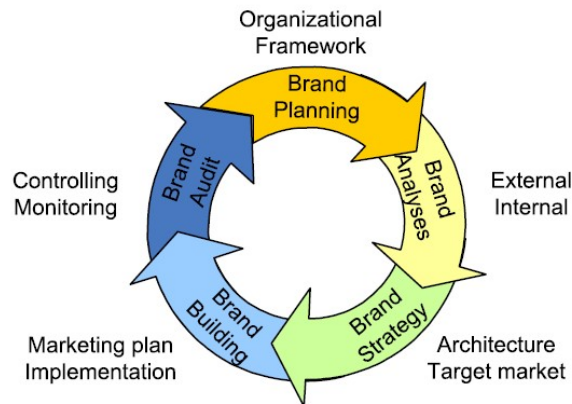 Organizational
Framework
Brand
Planning
Brand
Analyses
External
Internal
Brand
Strategy
Architecture
Target market
Brand
Building
Marketing plan
Implementation
Brand
Audit
Controlling
Monitoring